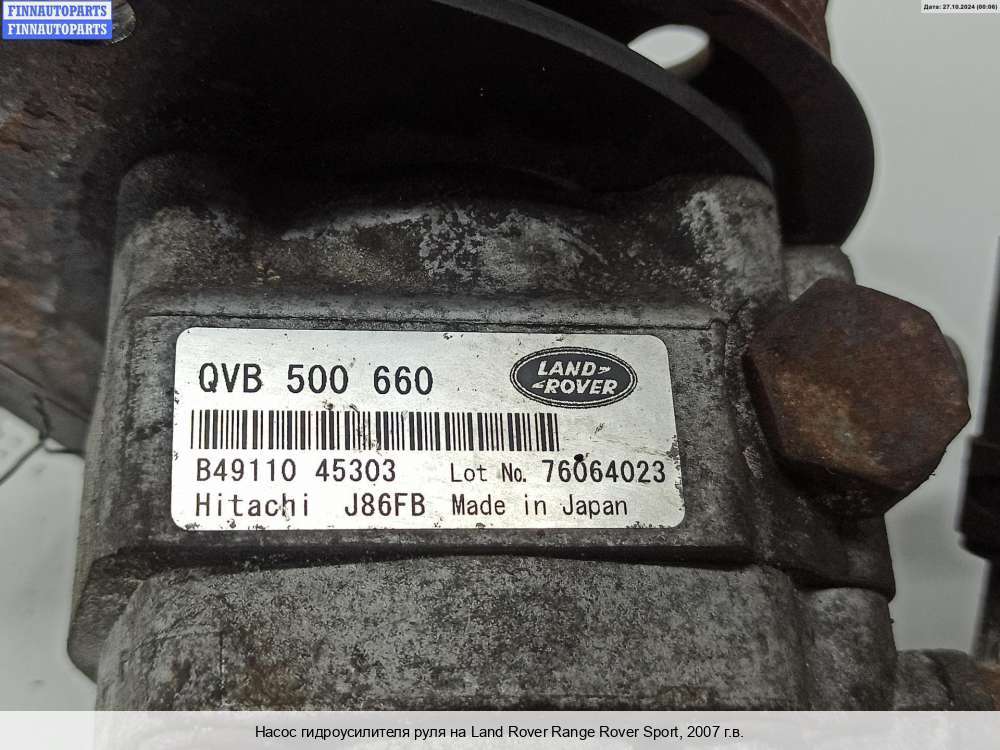 FINNAUTOPARTS
FINNAUTOPARTS
Дата: 27.10.2024 (00:06)
QVB 500 660
LAND
ROVER
B49110 45303 Lot No. 76064023
Hitachi J86FB Made in Japan
Насос гидроусилителя руля на Land Rover Range Rover Sport, 2007 г.в.